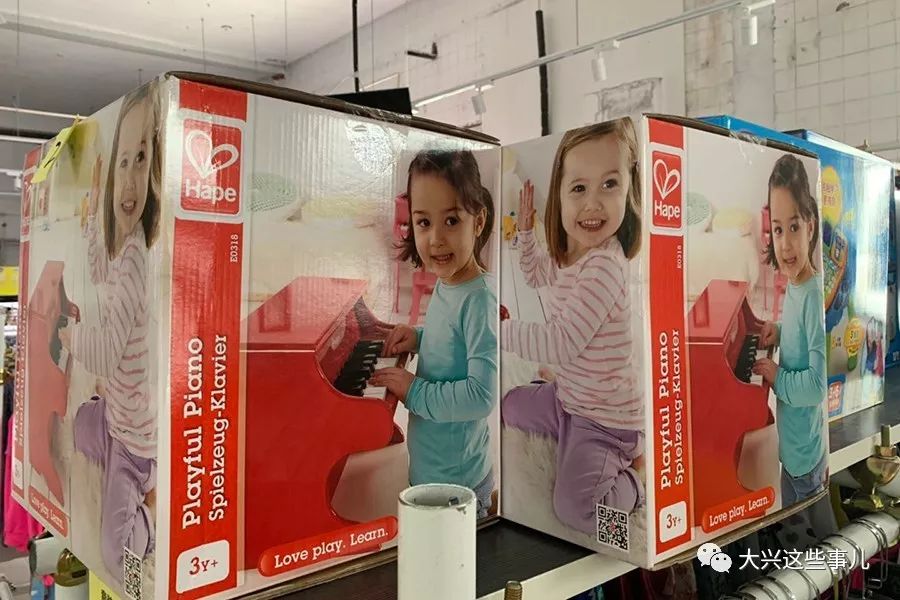 Hape
E0318
Playful Piano
Spielzeug-Klavier
3Y+
Love play. Learn.
Hape
E0318
Playful Piano
Spielzeug-Klavier
3Y+
Love play. Learn.
大兴这些事儿